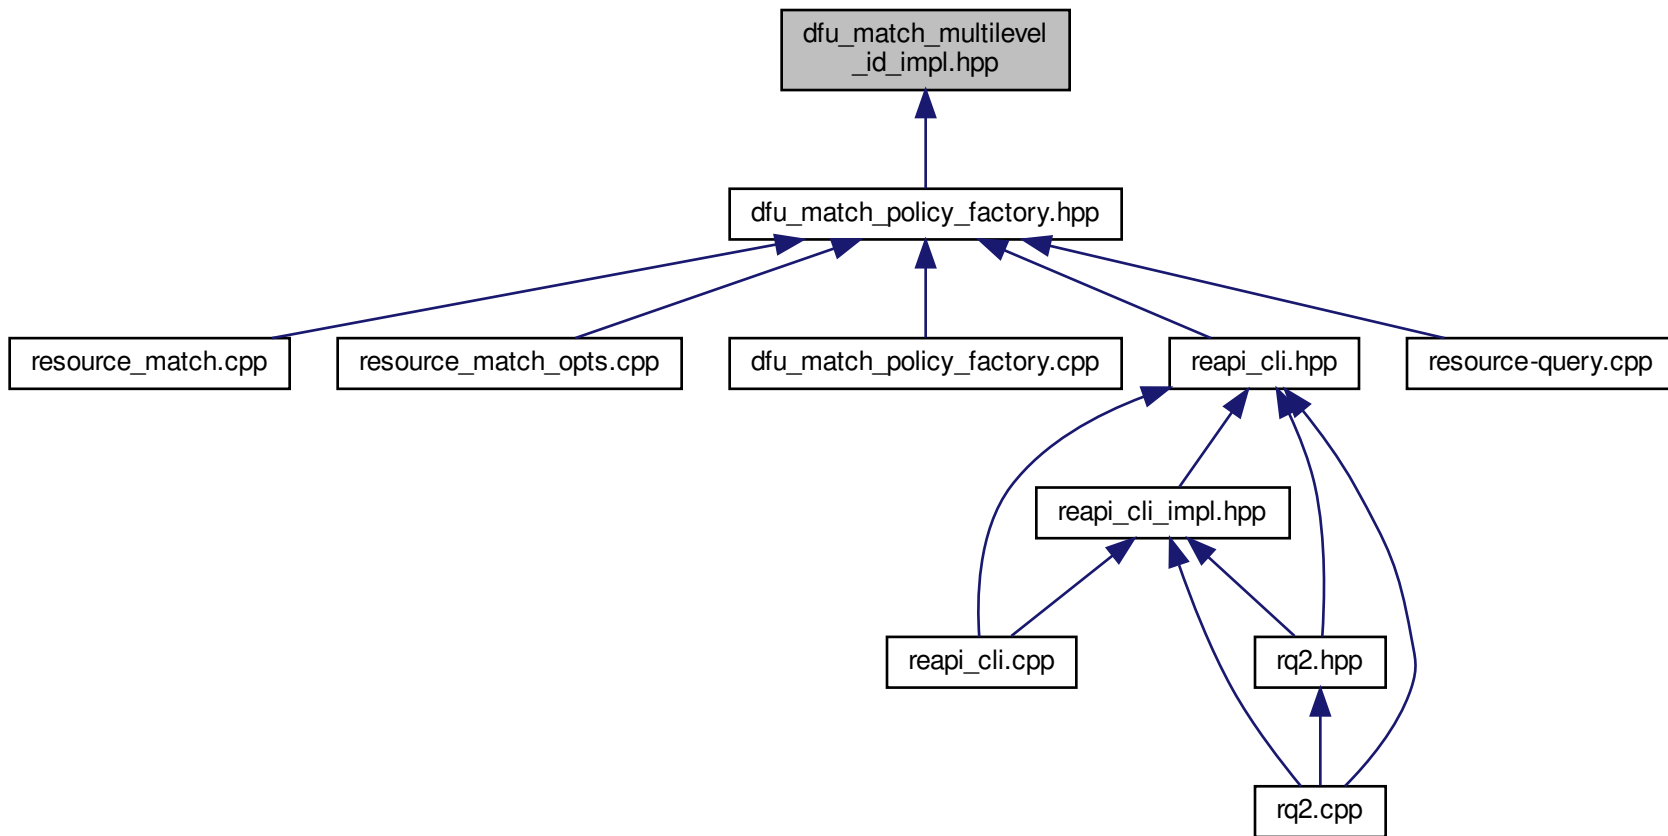 dfu_match_multilevel
_id_impl.hpp
dfu_match_policy_factory.hpp
resource_match.cpp
resource_match_opts.cpp
dfu_match_policy_factory.cpp
reapi_cli.hpp
resource-query.cpp
reapi_cli_impl.hpp
reapi_cli.cpp
rq2.hpp
rq2.cpp